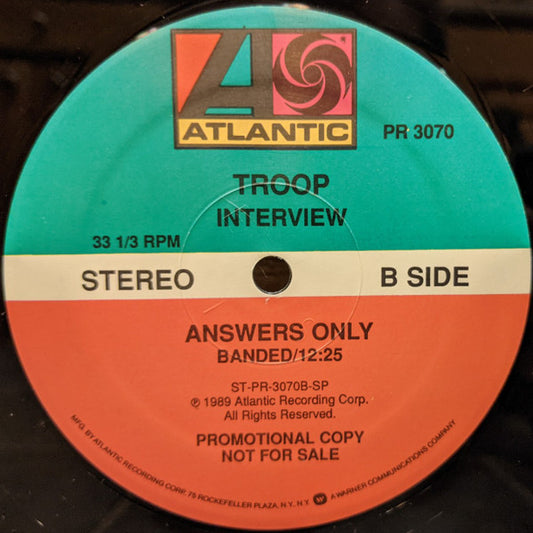 ATLANTIC
PR 3070
TROOP
INTERVIEW
33 1/3 RPM
STEREO
B SIDE
ANSWERS ONLY
BANDED/12:25
ST-PR-3070B-SP
℗ 1989 Atlantic Recording Corp.
All Rights Reserved.
PROMOTIONAL COPY
NOT FOR SALE
MFG. BY ATLANTIC RECORDING CORP., 75 ROCKEFELLER PLAZA, N.Y., N.Y. A WARNER COMMUNICATIONS COMPANY